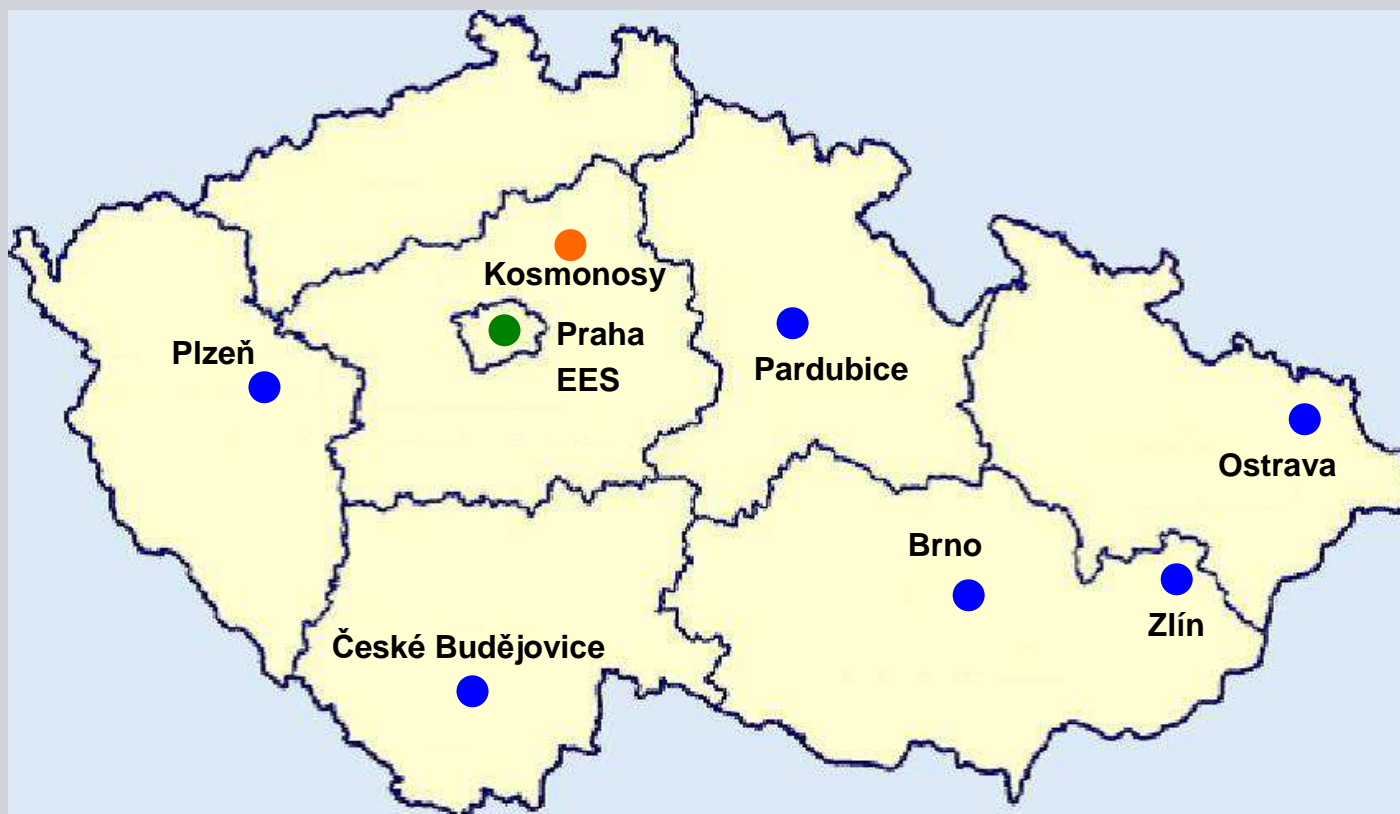 Kosmonosy
Praha
EES
Plzeň
Pardubice
Ostrava
Brno
Zlín
České Budějovice